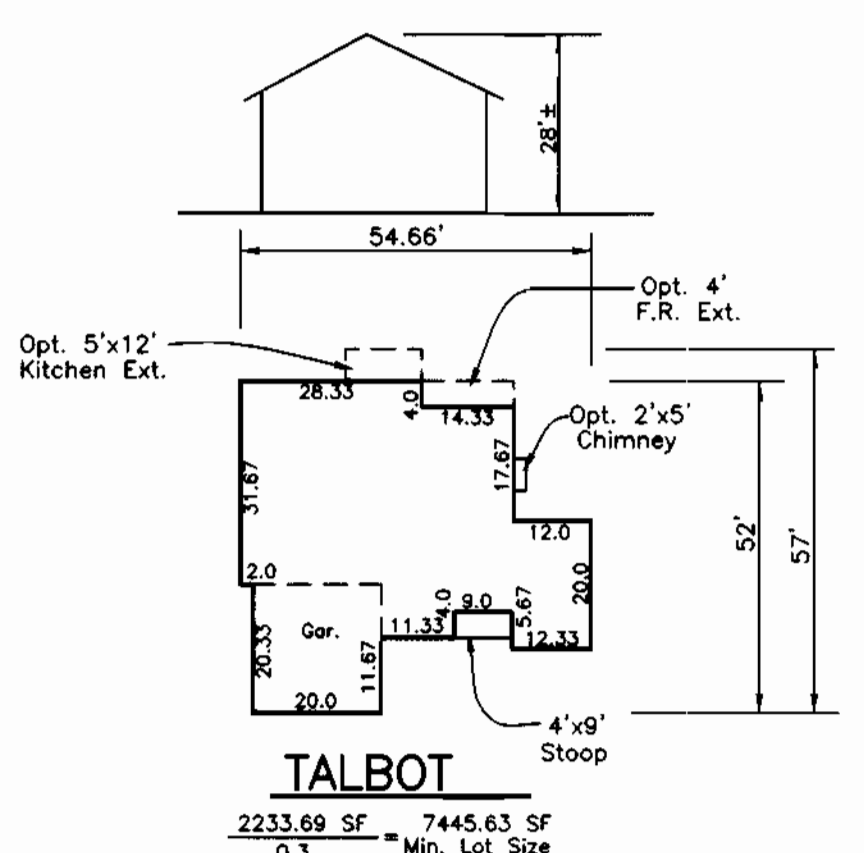 28'±
54.66'
Opt. 4'
F.R. Ext.
Opt. 5'x12'
Kitchen Ext.
28.33
4.0
14.33
Opt. 2'x5'
Chimney
17.67
31.67
12.0
52'
57'
2.0
20.0
4.0
9.0
5.67
Gar.
11.33
12.33
20.33
11.67
20.0
4'x9'
Stoop
TALBOT
2233.69 SF
0.3
=
7445.63 SF
Min. Lot Size